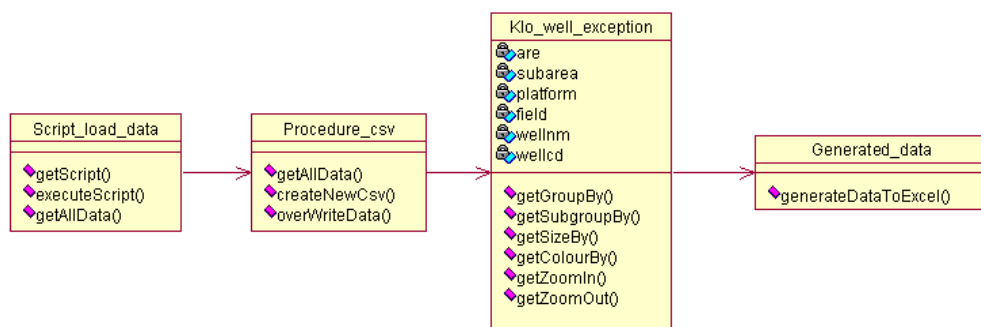 Script_load_data
getScript()
executeScript()
getAllData()
Procedure_csv
getAllData()
createNewCsv()
overWriteData()
Klo_well_exception
are
subarea
platform
field
wellnm
wellcd
getGroupBy()
getSubgroupBy()
getSizeBy()
getColourBy()
getZoomIn()
getZoomOut()
Generated_data
generateDataToExcel()